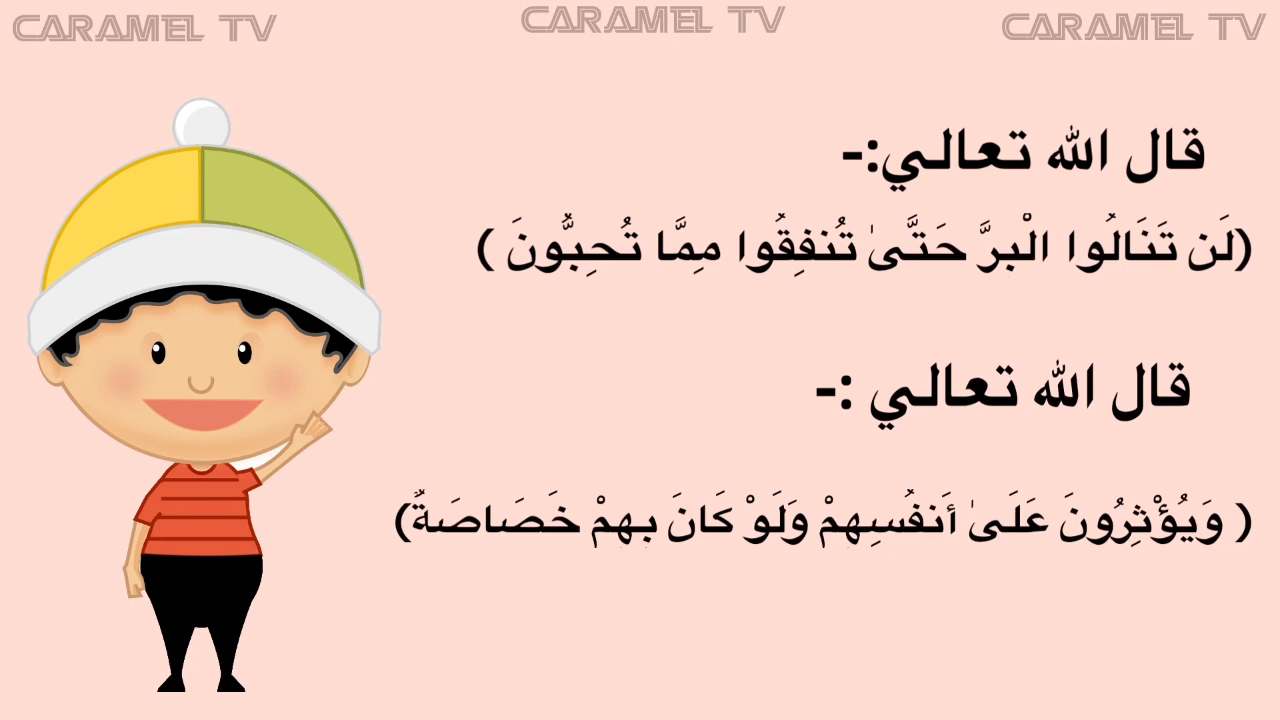 CARAMEL TV CARAMEL TV CARAMEL TV
قال الله تعالي:-
(لَن تَنَالُوا الْبِرَّ حَتَّىٰ تُنفِقُوا مِمَّا تُحِبُّونَ )
قال الله تعالي :-
( وَيُؤْثِرُونَ عَلَىٰ أَنفُسِهِمْ وَلَوْ كَانَ بِهِمْ خَصَاصَةٌ)